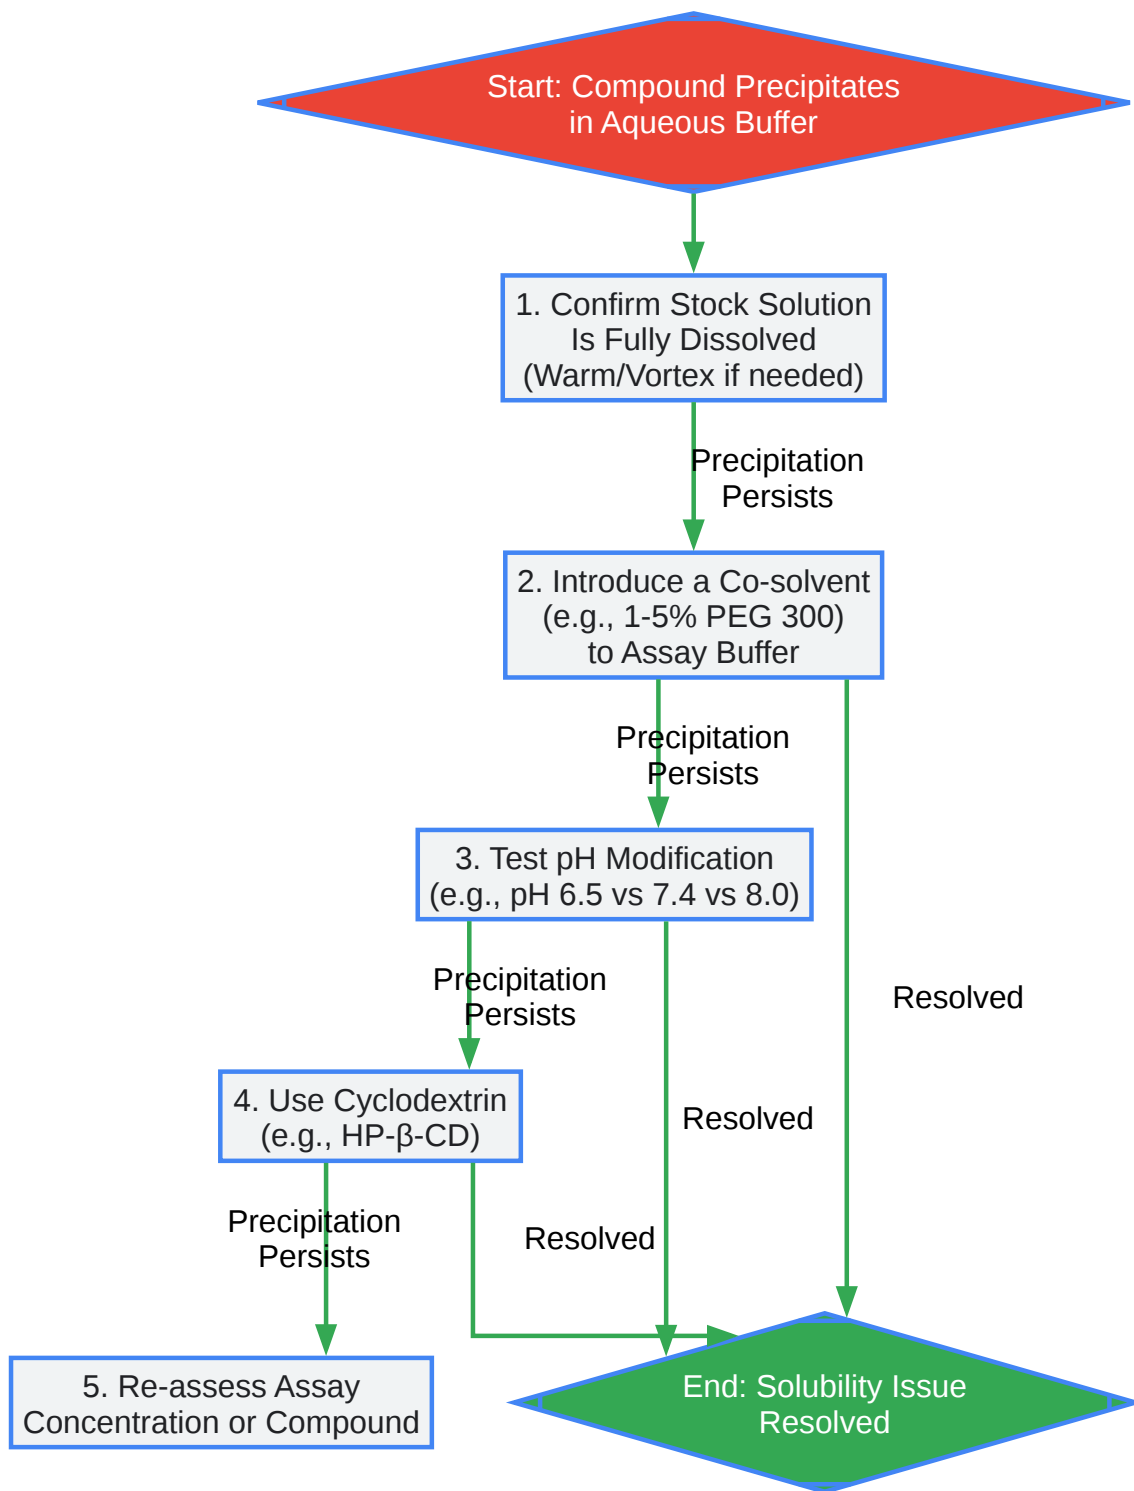 Start: Compound Precipitates
in Aqueous Buffer
1. Confirm Stock Solution
Is Fully Dissolved
(Warm/Vortex if needed)
Precipitation
Persists
2. Introduce a Co-solvent
(e.g., 1-5% PEG 300)
to Assay Buffer
Precipitation
Persists
3. Test pH Modification
(e.g., pH 6.5 vs 7.4 vs 8.0)
Precipitation
Persists
Resolved
4. Use Cyclodextrin
(e.g., HP-β-CD)
Resolved
Precipitation
Persists
Resolved
5. Re-assess Assay
Concentration or Compound
End: Solubility Issue
Resolved